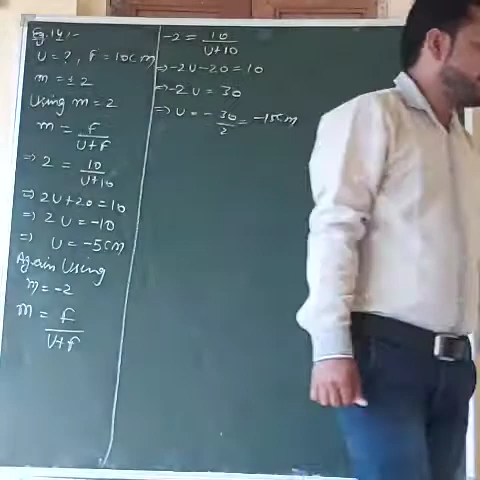 Eg. 14 :-
U = ?, f = 10cm
m = ± 2
Using m = 2
m = f / U+f
⇒ 2 = 10 / U+10
⇒ 2U+20 = 10
⇒ 2U = -10
⇒ U = -5cm
Again Using
m = -2
m = f / U+f
-2 = 10 / U+10
⇒ -2U-20 = 10
⇒ -2U = 30
⇒ U = - 30 / 2 = -15cm